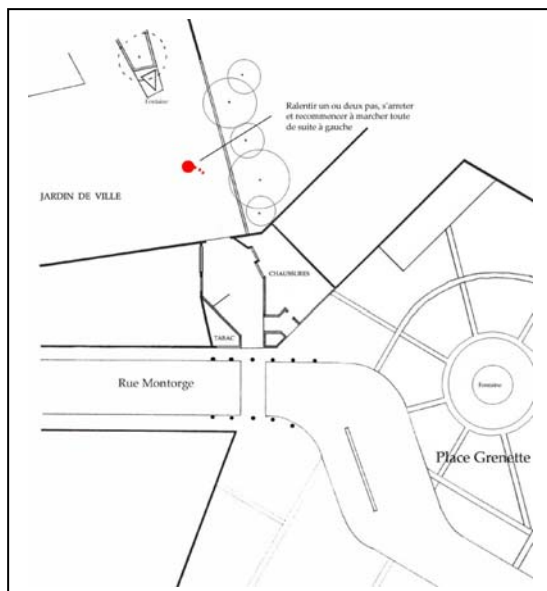 Fontaine
Ralentir un ou deux pas, s'arreter
et recommencer à marcher toute
de suite à gauche
JARDIN DE VILLE
CHAUSSURES
TABAC
Rue Montorge
Fontaine
Place Grenette